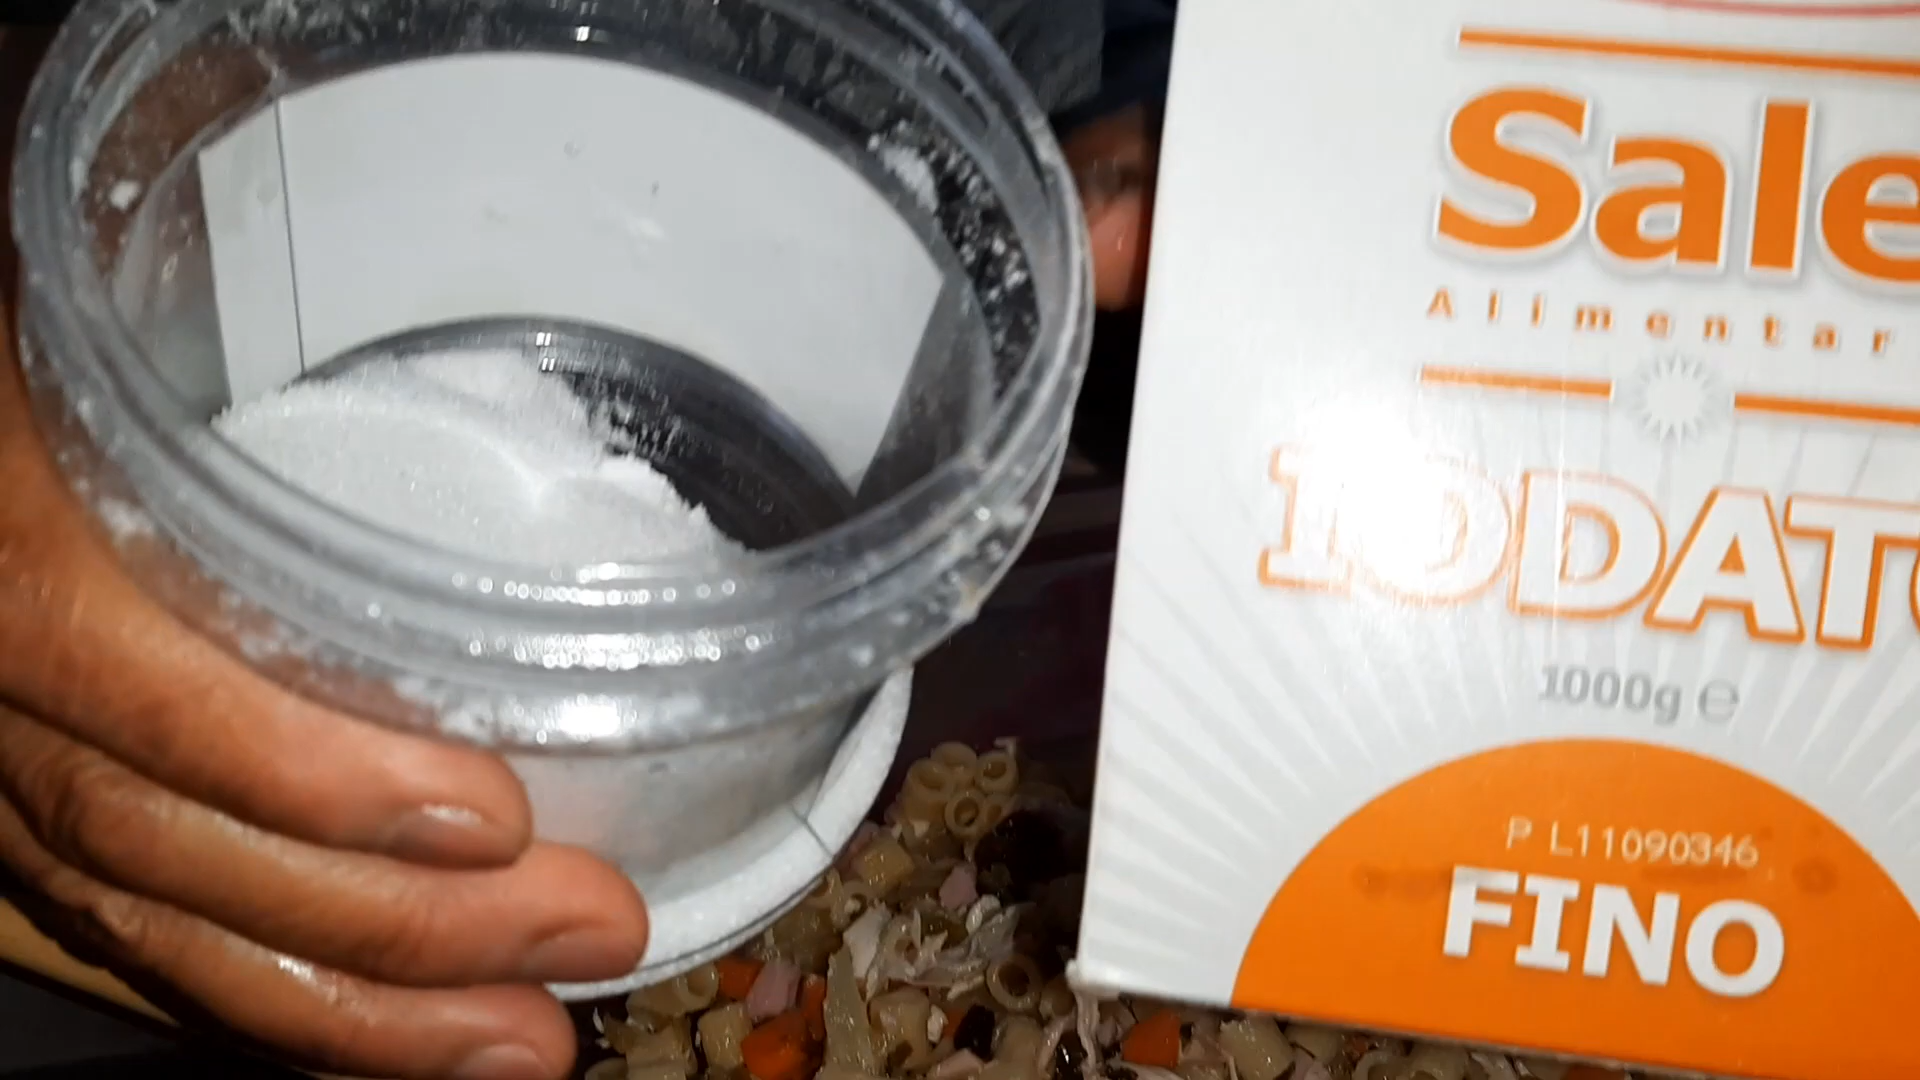 Sale
Alimentar
IODATO
1000g ℮
P L11090346
FINO